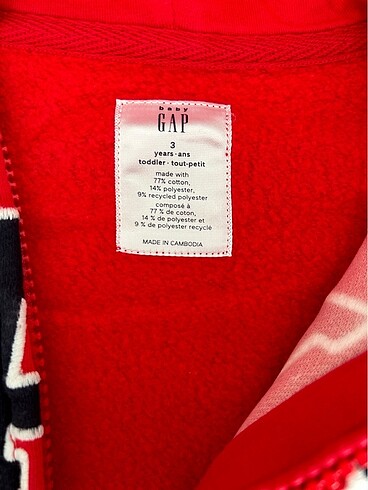 baby
GAP
3
years·ans
toddler·tout-petit
made with
77% cotton,
14% polyester,
9% recycled polyester
composé à
77 % de coton,
14 % de polyester et
9 % de polyester recyclé
MADE IN CAMBODIA